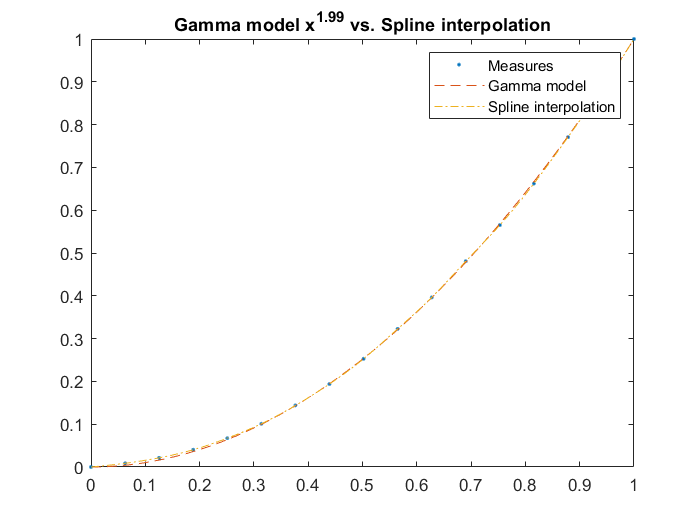 Gamma model x^1.99 vs. Spline interpolation
Measures
Gamma model
Spline interpolation
1
0.9
0.8
0.7
0.6
0.5
0.4
0.3
0.2
0.1
0
0 0.1 0.2 0.3 0.4 0.5 0.6 0.7 0.8 0.9 1